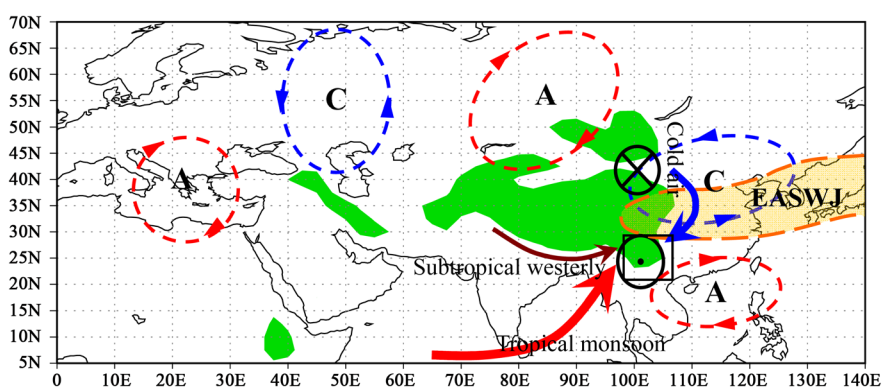 70N
65N
60N
55N
50N
45N
40N
35N
30N
25N
20N
15N
10N
5N
C
A
A
C
A
Cold air
EASWJ
Subtropical westerly
Tropical monsoon
0 10E 20E 30E 40E 50E 60E 70E 80E 90E 100E 110E 120E 130E 140E